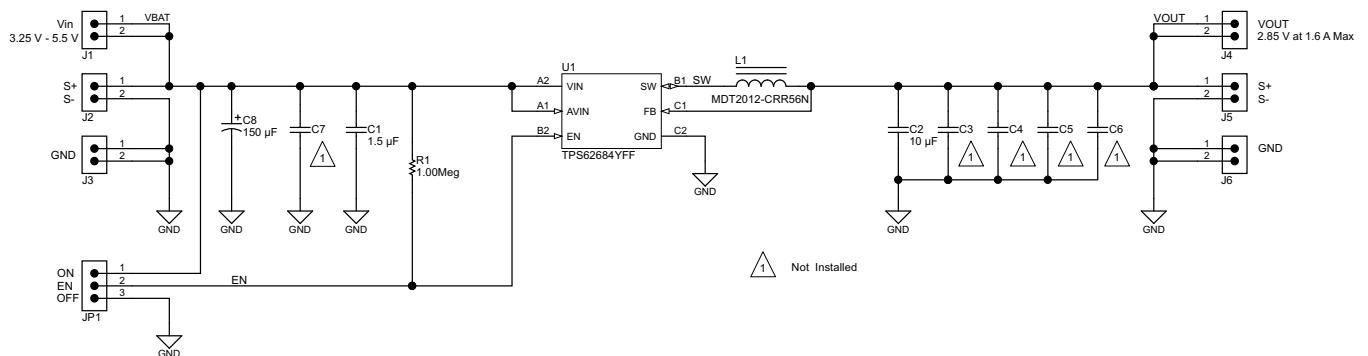 Vin
3.25 V - 5.5 V
1
2
J1
VBAT
S+
S-
1
2
J2
GND
1
2
J3
GND
+
C8
150 µF
GND
C7
1
GND
C1
1.5 µF
GND
R1
1.00Meg
ON
EN
OFF
1
2
3
JP1
GND
EN
U1
A2
VIN
A1
AVIN
B2
EN
SW
B1
SW
FB
C1
GND
C2
TPS62684YFF
GND
L1
MDT2012-CRR56N
C2
10 µF
C3
1
C4
1
C5
1
C6
1
GND
1
Not Installed
VOUT
1
2
J4
VOUT
2.85 V at 1.6 A Max
1
2
S+
S-
J5
1
2
GND
J6
GND